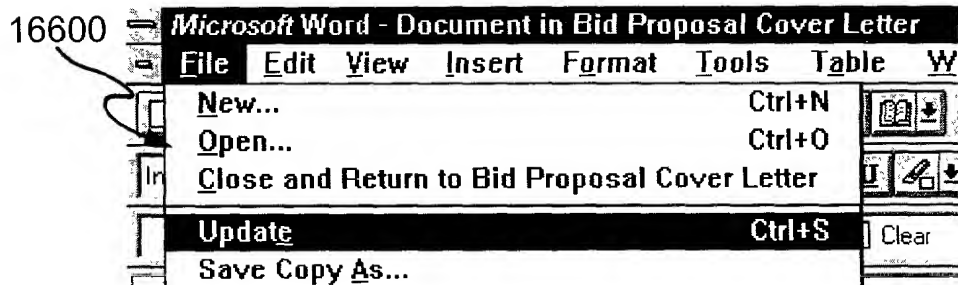 16600
Microsoft Word - Document in Bid Proposal Cover Letter
File Edit View Insert Format Tools Table W
New... Ctrl+N
Open... Ctrl+O
Close and Return to Bid Proposal Cover Letter
In U
Update Ctrl+S
Clear
Save Copy As...